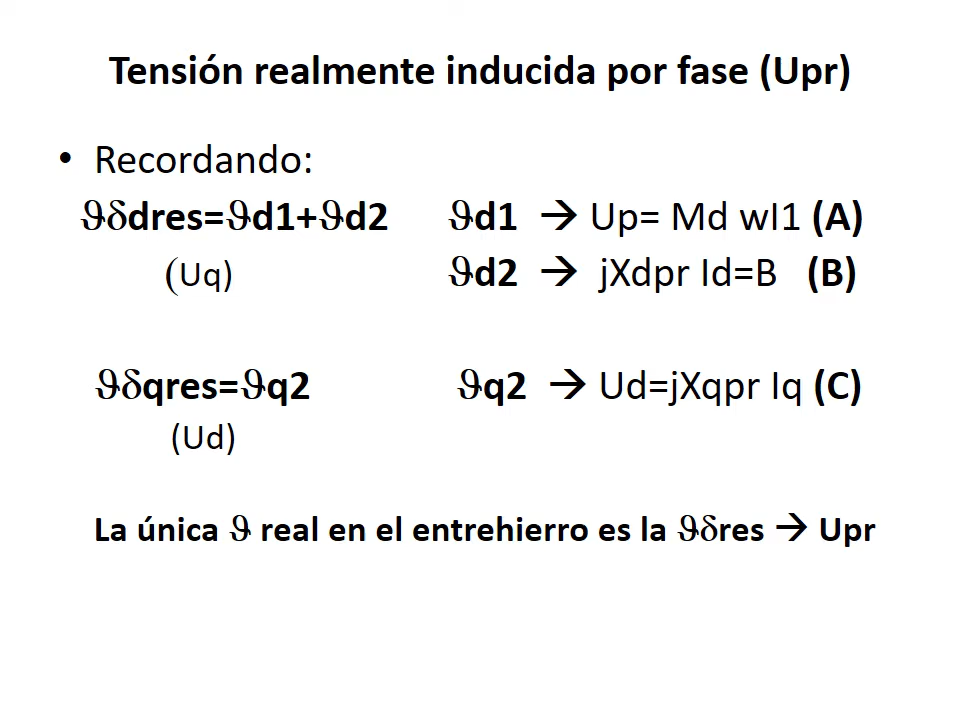 Tensión realmente inducida por fase (Upr)
• Recordando:
ϑδdres=ϑd1+ϑd2 ϑd1 → Up= Md wI1 (A)
(Uq) ϑd2 → jXdpr Id=B (B)
ϑδqres=ϑq2 ϑq2 → Ud=jXqpr Iq (C)
(Ud)
La única ϑ real en el entrehierro es la ϑδres → Upr